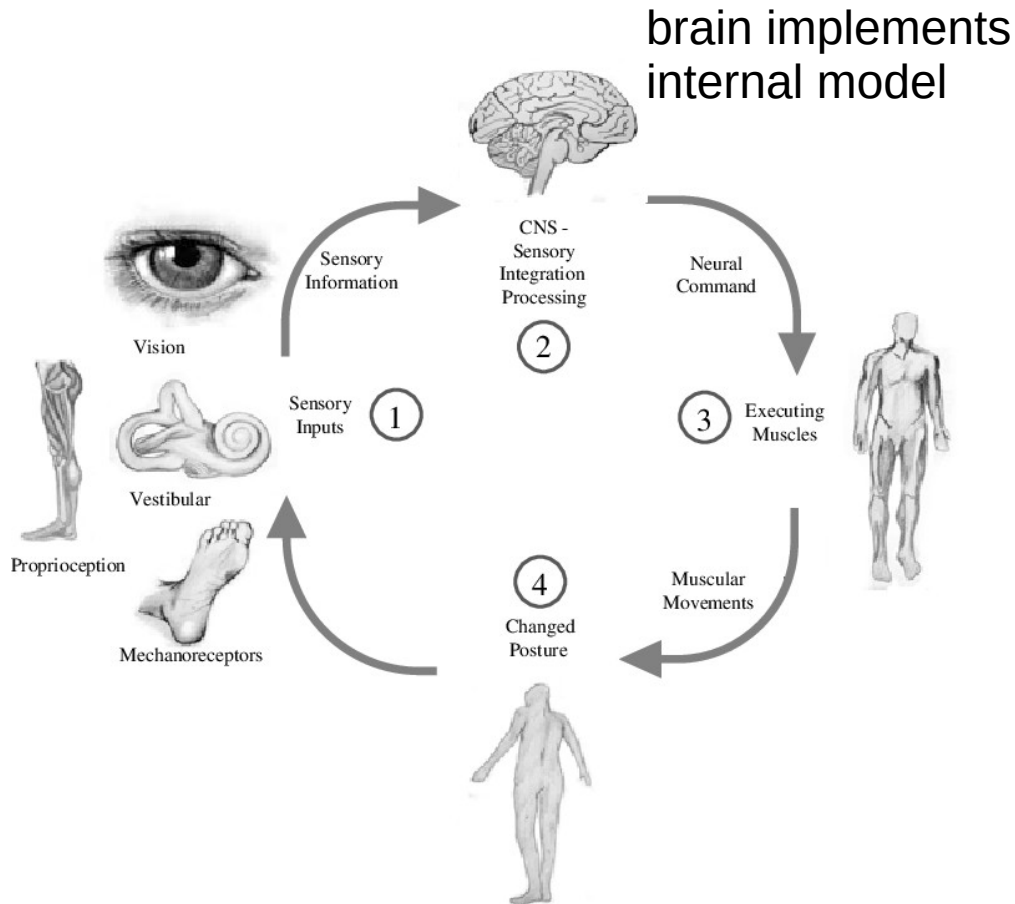 brain implements
internal model
CNS -
Sensory
Integration
Processing
2
Sensory
Information
Neural
Command
Vision
Sensory
Inputs
1
3
Executing
Muscles
Vestibular
Proprioception
Mechanoreceptors
4
Changed
Posture
Muscular
Movements